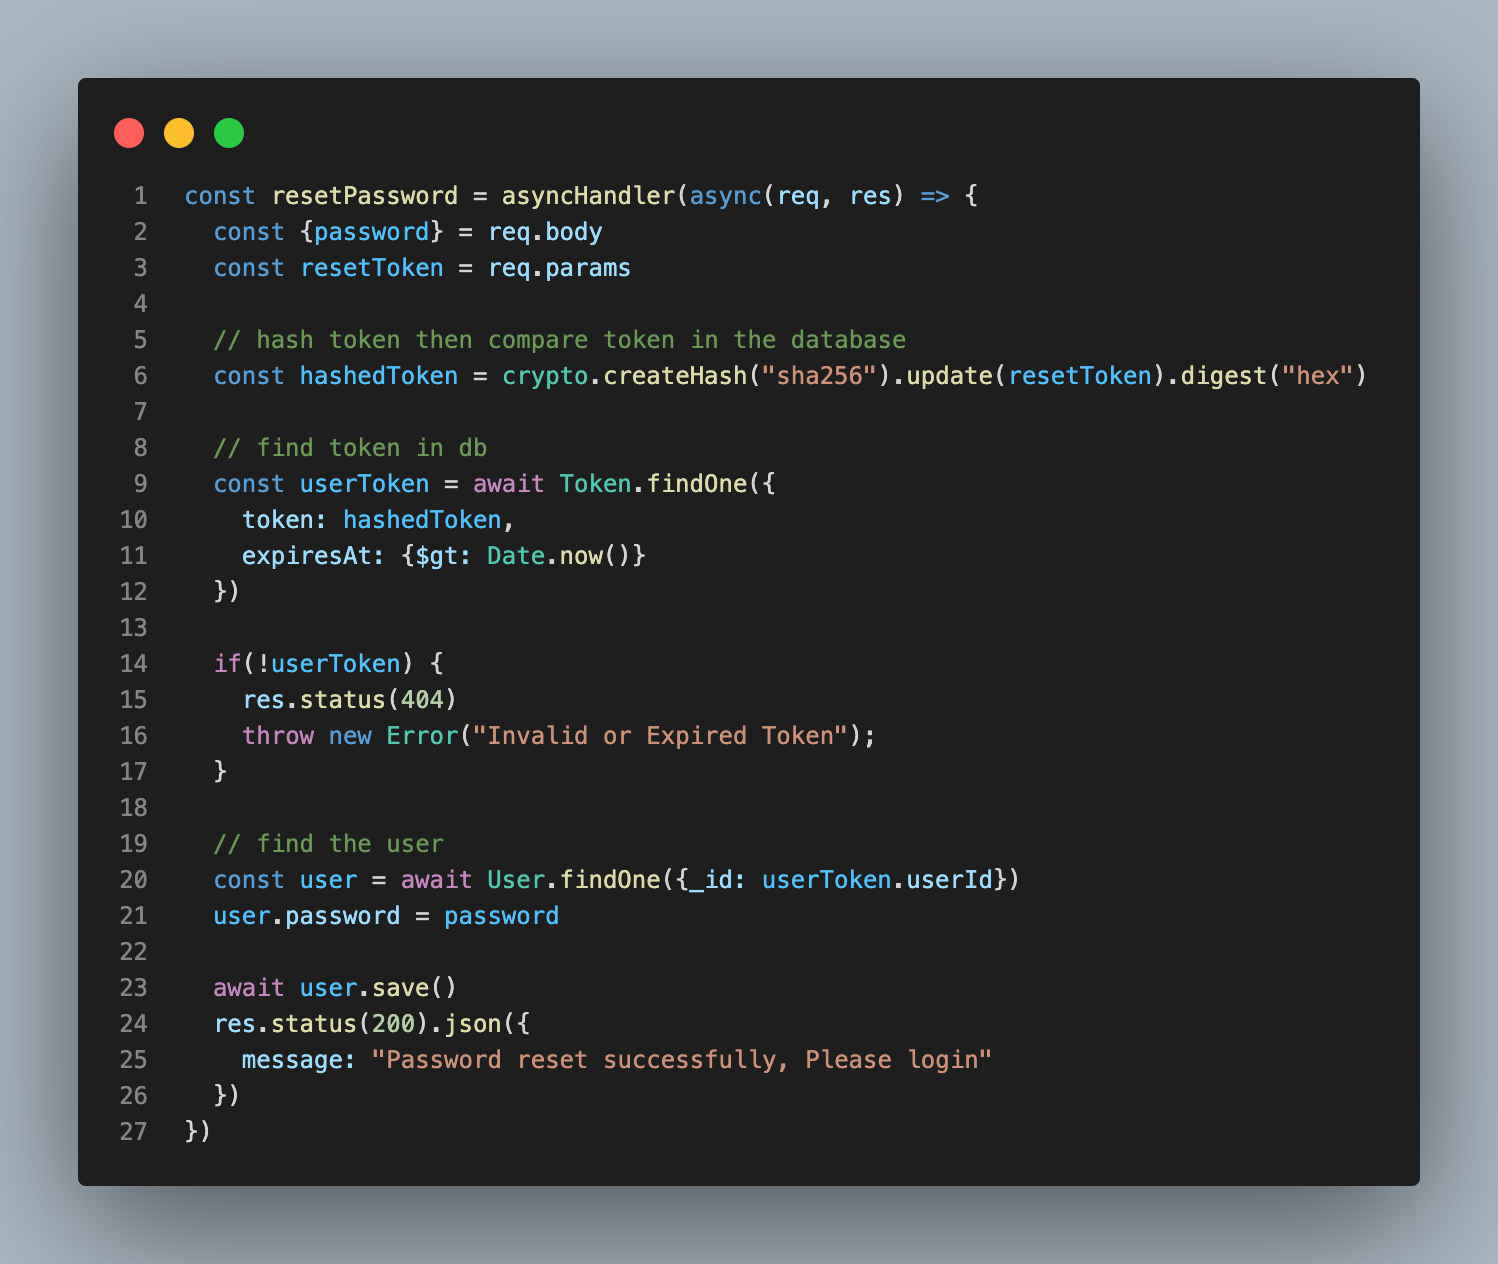 1 const resetPassword = asyncHandler(async(req, res) => {
2   const {password} = req.body
3   const resetToken = req.params
4
5   // hash token then compare token in the database
6   const hashedToken = crypto.createHash("sha256").update(resetToken).digest("hex")
7
8   // find token in db
9   const userToken = await Token.findOne({
10     token: hashedToken,
11     expiresAt: {$gt: Date.now()}
12   })
13
14   if(!userToken) {
15     res.status(404)
16     throw new Error("Invalid or Expired Token");
17   }
18
19   // find the user
20   const user = await User.findOne({_id: userToken.userId})
21   user.password = password
22
23   await user.save()
24   res.status(200).json({
25     message: "Password reset successfully, Please login"
26   })
27 })